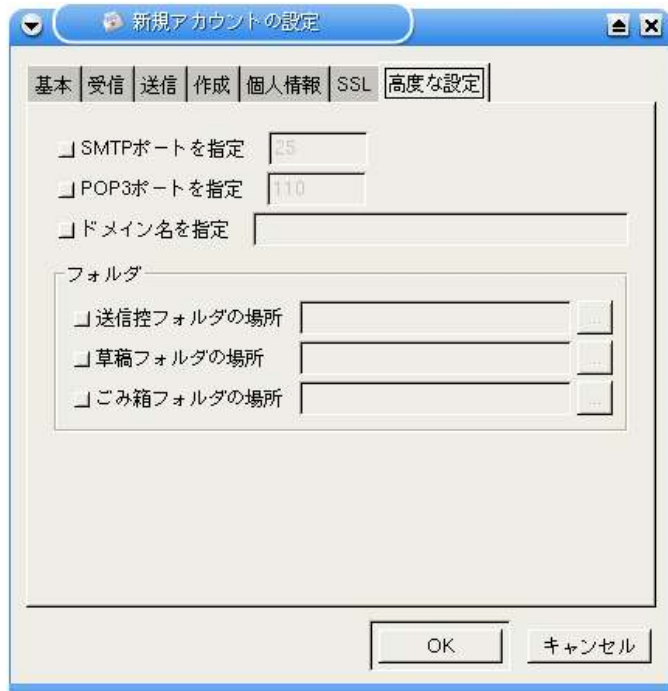 新規アカウントの設定
基本 受信 送信 作成 個人情報 SSL 高度な設定
SMTPポートを指定 25
POP3ポートを指定 110
ドメイン名を指定
フォルダ
送信控フォルダの場所 ...
草稿フォルダの場所 ...
ごみ箱フォルダの場所 ...
OK キャンセル